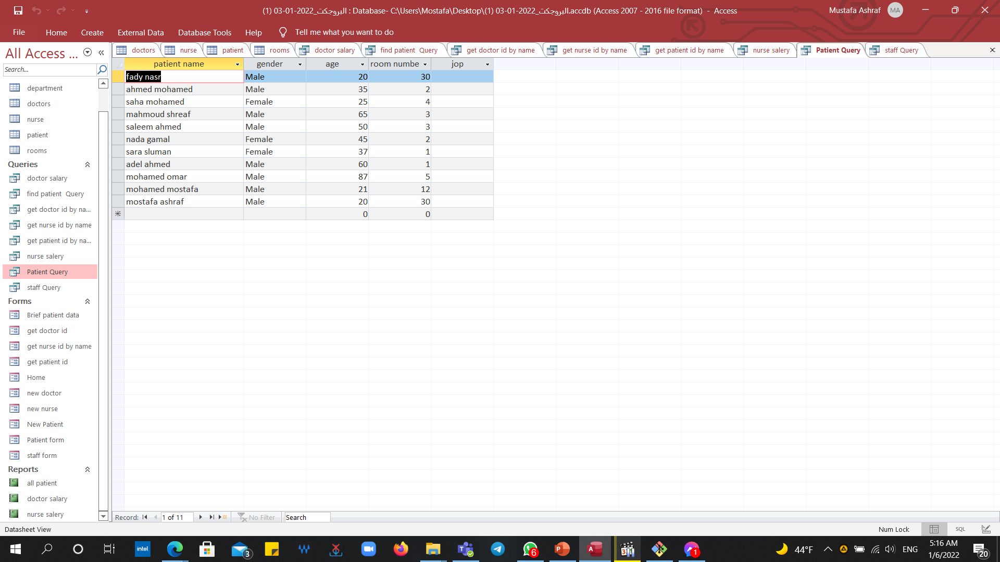 البروجكت_2022-01-03 (1) : Database- C:\Users\Mostafa\Desktop\البروجكت_2022-01-03 (1).accdb (Access 2007 - 2016 file format) - Access
Mustafa Ashraf MA
File Home Create External Data Database Tools Help Tell me what you want to do
All Access ...
Search...
doctors nurse patient rooms doctor salary find patient Query get doctor id by name get nurse id by name get patient id by name nurse salery Patient Query staff Query
patient name gender age room numbe jop
fady nasr Male 20 30
ahmed mohamed Male 35 2
saha mohamed Female 25 4
mahmoud shreaf Male 65 3
saleem ahmed Male 50 3
nada gamal Female 45 2
sara sluman Female 37 1
adel ahmed Male 60 1
mohamed omar Male 87 5
mohamed mostafa Male 21 12
mostafa ashraf Male 20 30
0 0
department
doctors
nurse
patient
rooms
Queries
doctor salary
find patient Query
get doctor id by na...
get nurse id by name
get patient id by na...
nurse salery
Patient Query
staff Query
Forms
Brief patient data
get doctor id
get nurse id by name
get patient id
Home
new doctor
new nurse
New Patient
Patient form
staff form
Reports
all patient
doctor salary
nurse salery
Record: 1 of 11 No Filter Search
Datasheet View
Num Lock SQL
intel 3 6 1
44°F ENG
5:16 AM
1/6/2022
20